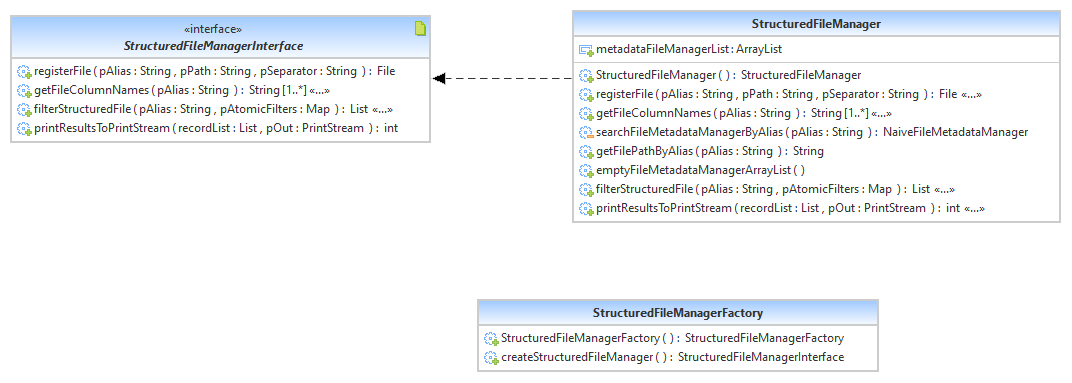 «interface»
StructuredFileManagerInterface
registerFile ( pAlias : String , pPath : String , pSeparator : String ) : File
getFileColumnNames ( pAlias : String ) : String [1..*] «...»
filterStructuredFile ( pAlias : String , pAtomicFilters : Map ) : List «...»
printResultsToPrintStream ( recordList : List , pOut : PrintStream ) : int
StructuredFileManager
metadataFileManagerList : ArrayList
StructuredFileManager ( ) : StructuredFileManager
registerFile ( pAlias : String , pPath : String , pSeparator : String ) : File «...»
getFileColumnNames ( pAlias : String ) : String [1..*] «...»
searchFileMetadataManagerByAlias ( pAlias : String ) : NaiveFileMetadataManager
getFilePathByAlias ( pAlias : String ) : String
emptyFileMetadataManagerArrayList ( )
filterStructuredFile ( pAlias : String , pAtomicFilters : Map ) : List «...»
printResultsToPrintStream ( recordList : List , pOut : PrintStream ) : int «...»
StructuredFileManagerFactory
StructuredFileManagerFactory ( ) : StructuredFileManagerFactory
createStructuredFileManager ( ) : StructuredFileManagerInterface